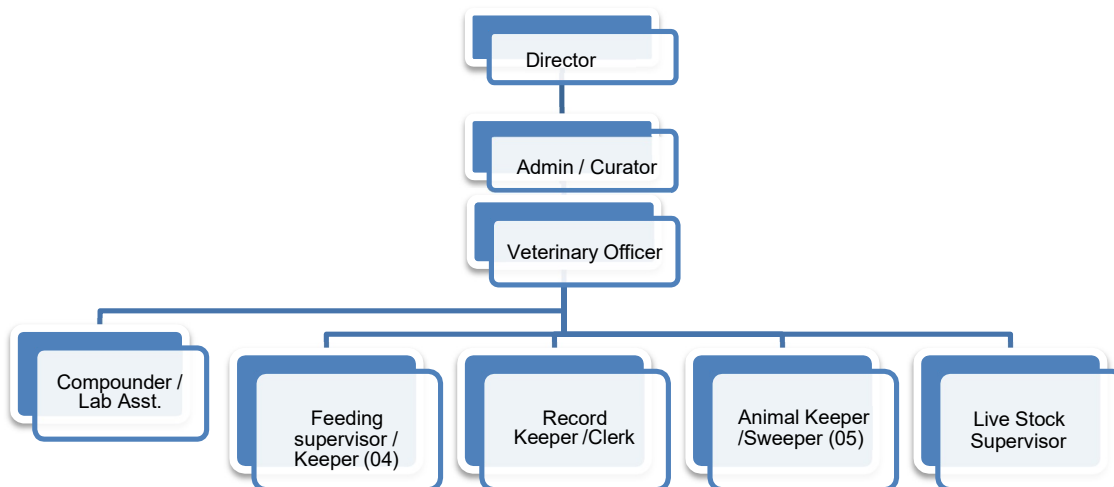 Director
Admin / Curator
Veterinary Officer
Compounder /
Lab Asst.
Feeding
supervisor /
Keeper (04)
Record
Keeper /Clerk
Animal Keeper
/Sweeper (05)
Live Stock
Supervisor